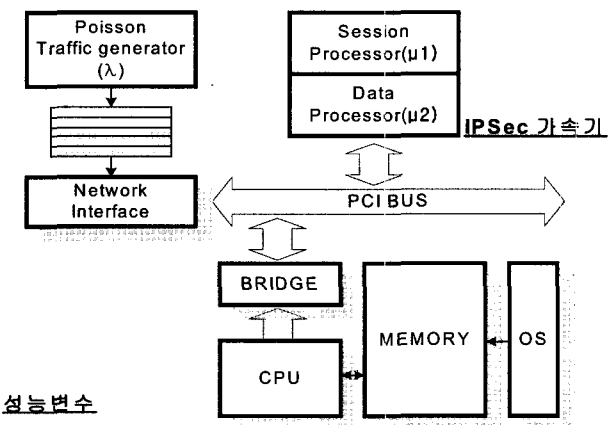 Poisson
Traffic generator
(λ)
Session
Processor(μ1)
Data
Processor(μ2)
IPSec 가속기
Network
Interface
PCI BUS
BRIDGE
MEMORY
OS
CPU
성능변수